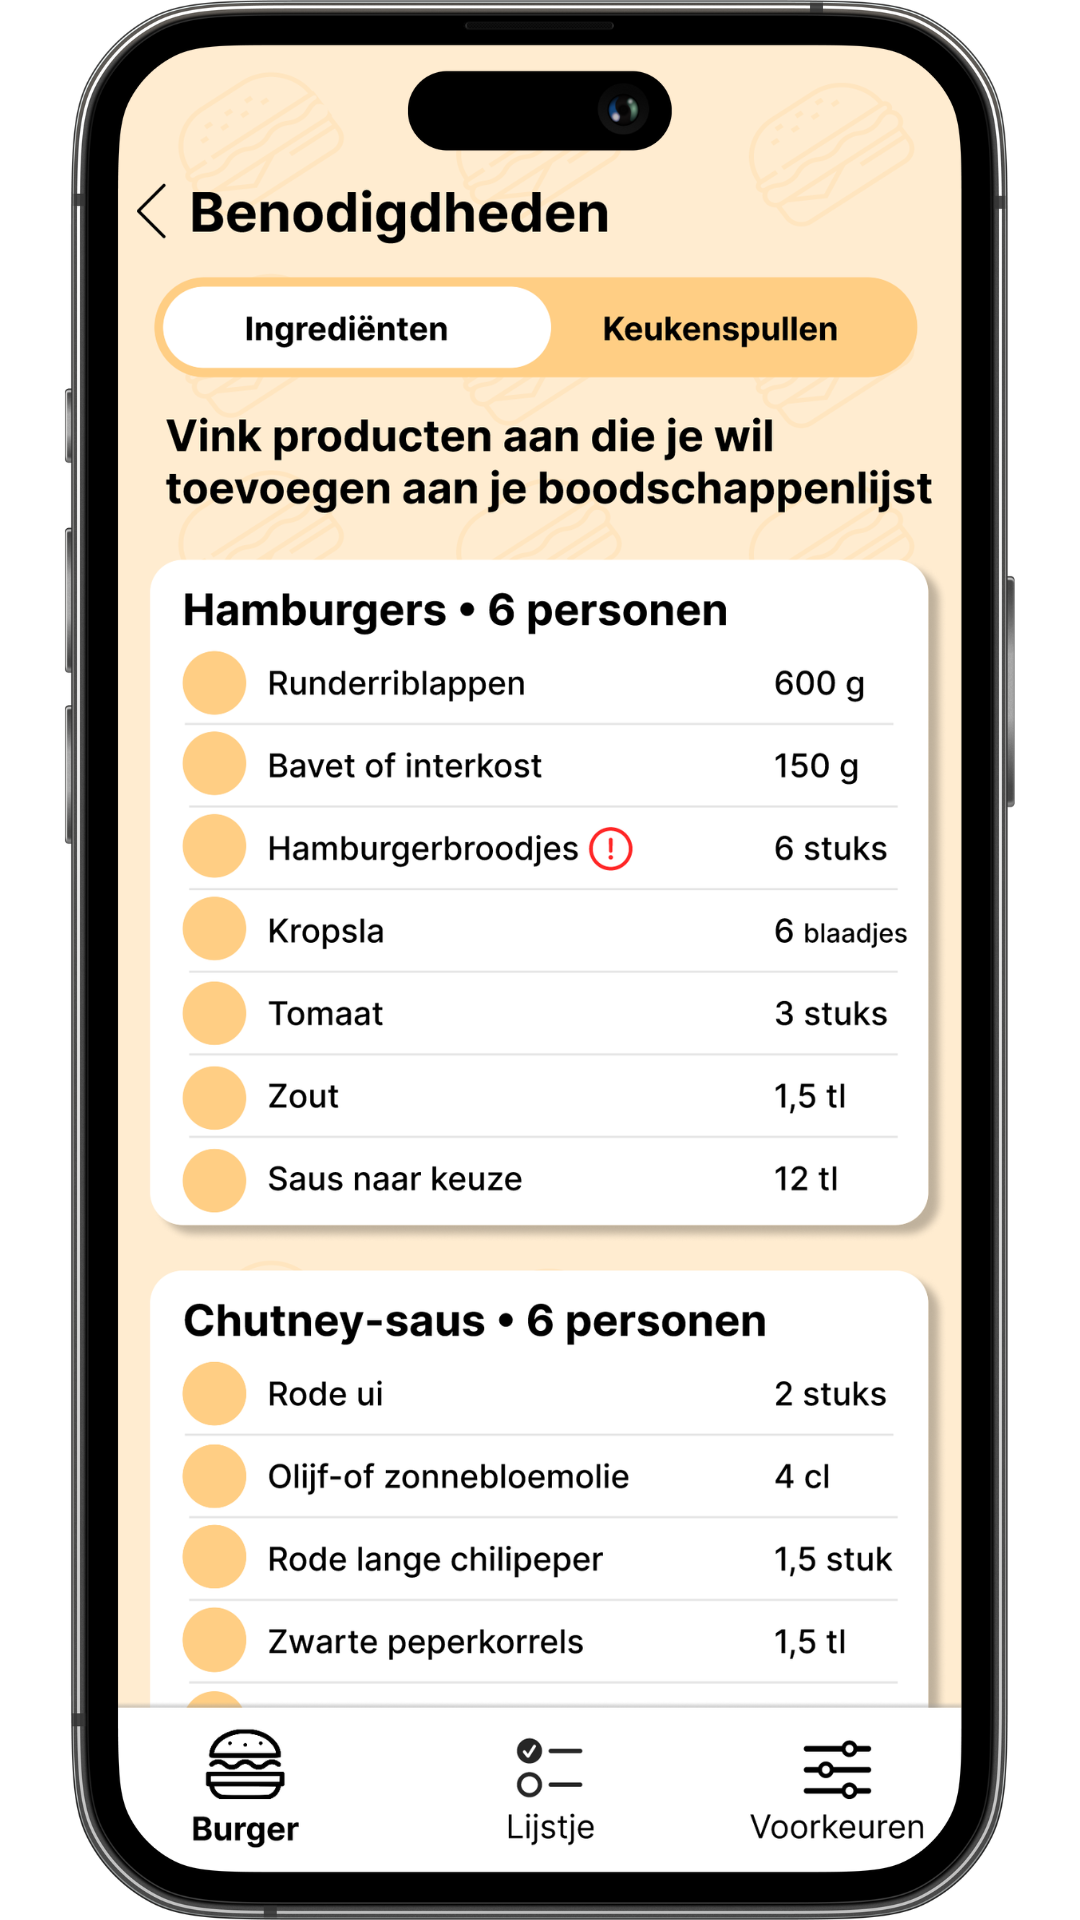 Benodigdheden
Ingrediënten
Keukenspullen
Vink producten aan die je wil
toevoegen aan je boodschappenlijst
Hamburgers • 6 personen
Runderriblappen 600 g
Bavet of interkost 150 g
Hamburgerbroodjes ! 6 stuks
Kropsla 6 blaadjes
Tomaat 3 stuks
Zout 1,5 tl
Saus naar keuze 12 tl
Chutney-saus • 6 personen
Rode ui 2 stuks
Olijf-of zonnebloemolie 4 cl
Rode lange chilipeper 1,5 stuk
Zwarte peperkorrels 1,5 tl
Burger
Lijstje
Voorkeuren